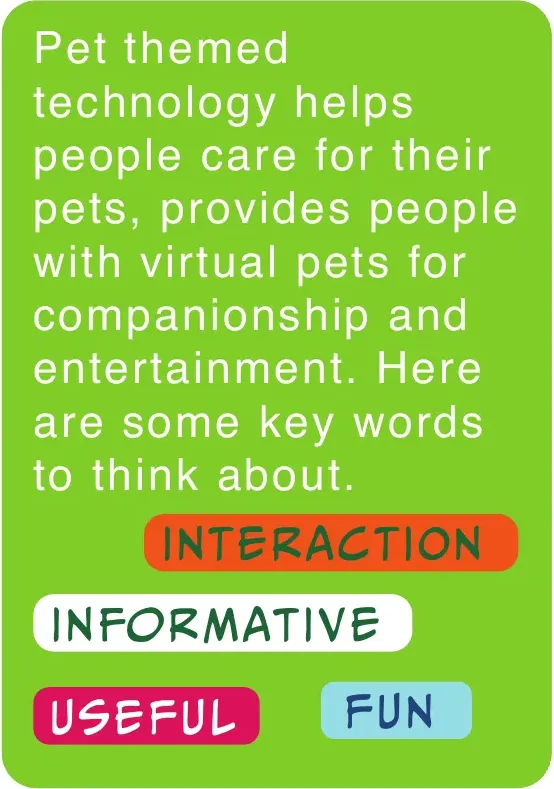 Pet themed
technology helps
people care for their
pets, provides people
with virtual pets for
companionship and
entertainment. Here
are some key words
to think about.
INTERACTION
INFORMATIVE
USEFUL
FUN